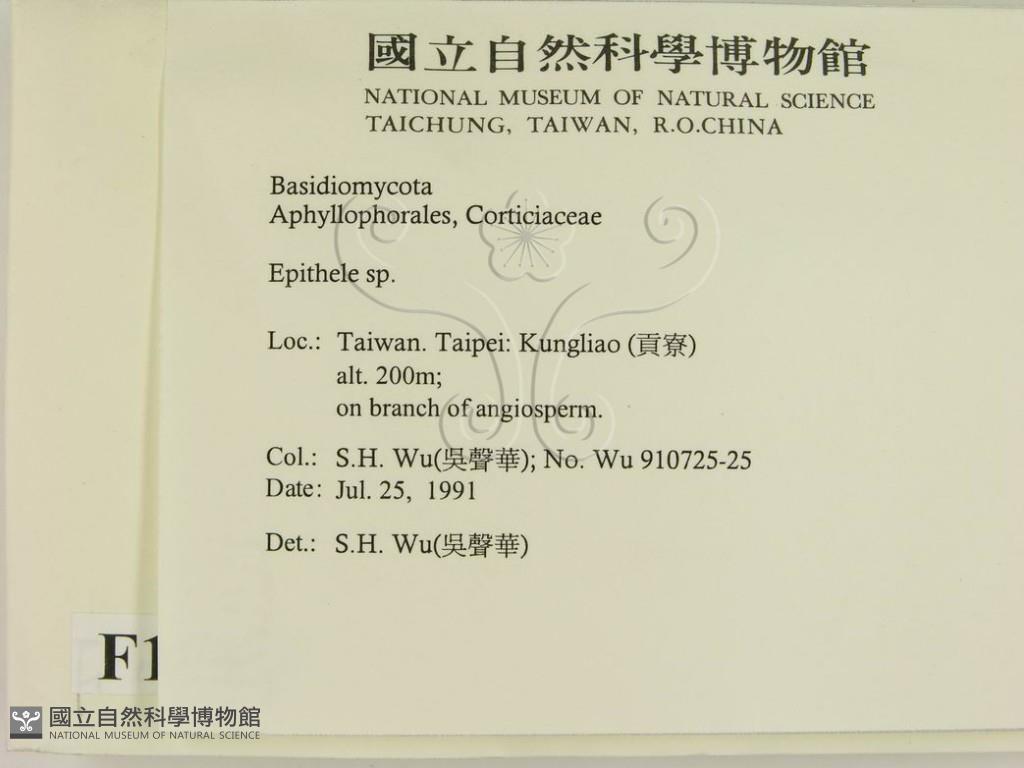 國立自然科學博物館
NATIONAL MUSEUM OF NATURAL SCIENCE
TAICHUNG, TAIWAN, R.O.CHINA
Basidiomycota
Aphyllophorales, Corticiaceae
Epithele sp.
Loc.: Taiwan. Taipei: Kungliao (貢寮)
alt. 200m;
on branch of angiosperm.
Col.: S.H. Wu(吳聲華); No. Wu 910725-25
Date: Jul. 25, 1991
Det.: S.H. Wu(吳聲華)
F1
國立自然科學博物館
NATIONAL MUSEUM OF NATURAL SCIENCE